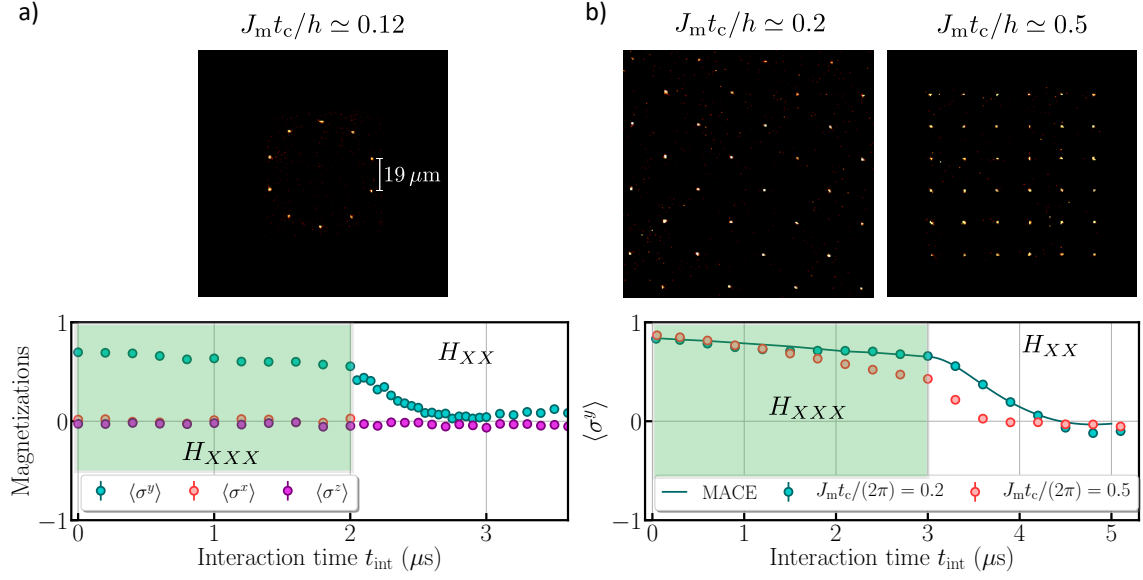 a)
J_m t_c/h ≃ 0.12
19 μm
Magnetizations
1
0
−1
H_XX
H_XXX
⟨σ^y⟩ ⟨σ^x⟩ ⟨σ^z⟩
0 1 2 3
Interaction time t_int (μs)
b)
J_m t_c/h ≃ 0.2
J_m t_c/h ≃ 0.5
⟨σ^y⟩
1
0
−1
H_XX
H_XXX
MACE J_m t_c/(2π) = 0.2 J_m t_c/(2π) = 0.5
0 1 2 3 4 5
Interaction time t_int (μs)